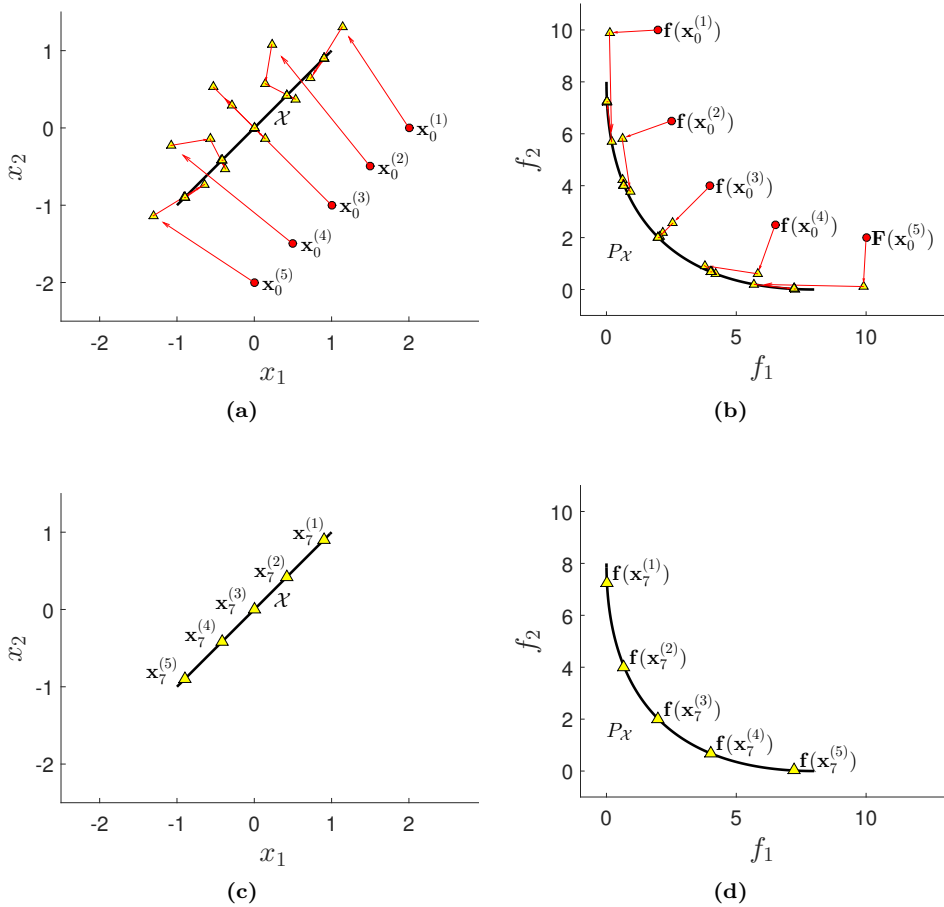 x₂
1
0
-1
-2
-2 -1 0 1 2
x₁
𝒳
𝐱₀⁽¹⁾
𝐱₀⁽²⁾
𝐱₀⁽³⁾
𝐱₀⁽⁴⁾
𝐱₀⁽⁵⁾
(a)
f₂
10
8
6
4
2
0
0 5 10
f₁
𝐟(𝐱₀⁽¹⁾)
𝐟(𝐱₀⁽²⁾)
𝐟(𝐱₀⁽³⁾)
𝐟(𝐱₀⁽⁴⁾)
𝐅(𝐱₀⁽⁵⁾)
P_𝒳
(b)
x₂
1
0
-1
-2
-2 -1 0 1 2
x₁
𝐱₇⁽¹⁾
𝐱₇⁽²⁾
𝐱₇⁽³⁾
𝒳
𝐱₇⁽⁴⁾
𝐱₇⁽⁵⁾
(c)
f₂
10
8
6
4
2
0
0 5 10
f₁
𝐟(𝐱₇⁽¹⁾)
𝐟(𝐱₇⁽²⁾)
𝐟(𝐱₇⁽³⁾)
P_𝒳
𝐟(𝐱₇⁽⁴⁾)
𝐟(𝐱₇⁽⁵⁾)
(d)